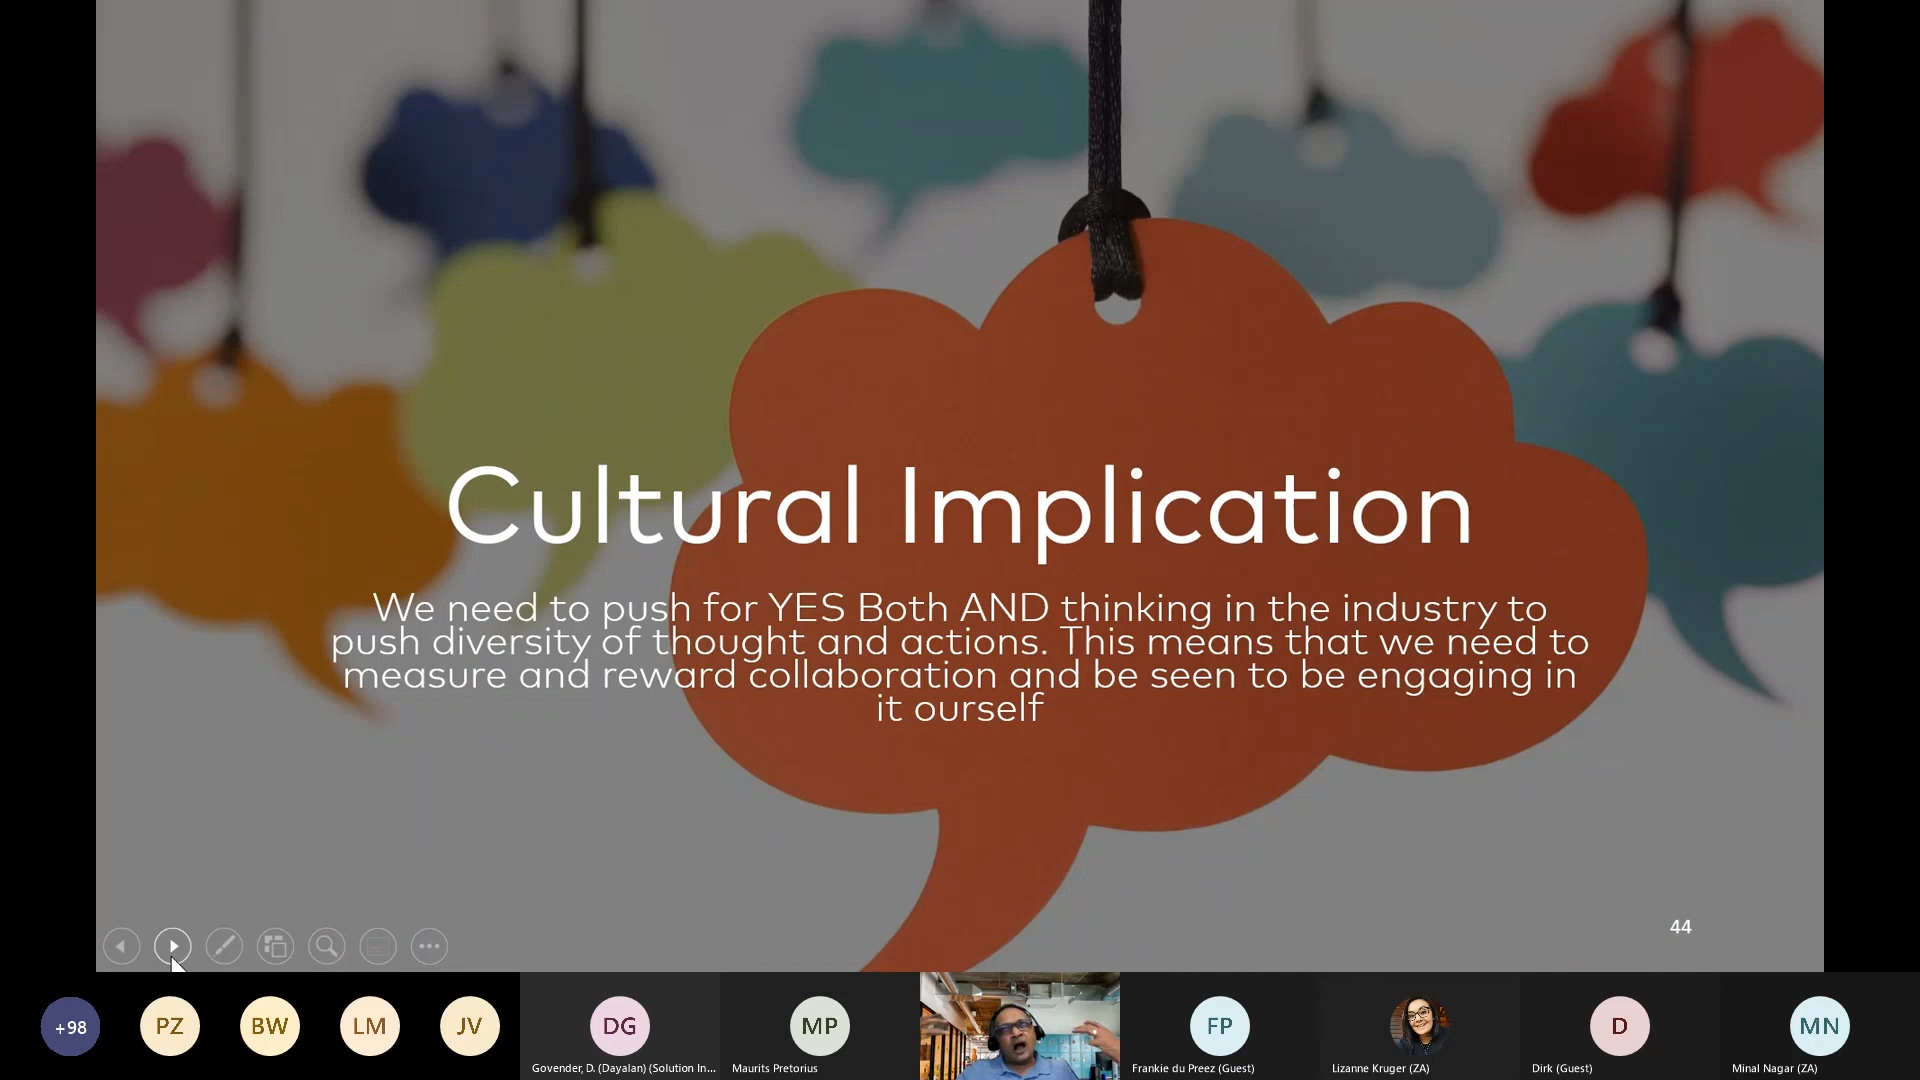 Cultural Implication
We need to push for YES Both AND thinking in the industry to
push diversity of thought and actions. This means that we need to
measure and reward collaboration and be seen to be engaging in
it ourself
44
+98
PZ
BW
LM
JV
DG
MP
FP
D
MN
Govender, D. (Dayalan) (Solution In...
Maurits Pretorius
Frankie du Preez (Guest)
Lizanne Kruger (ZA)
Dirk (Guest)
Minal Nagar (ZA)